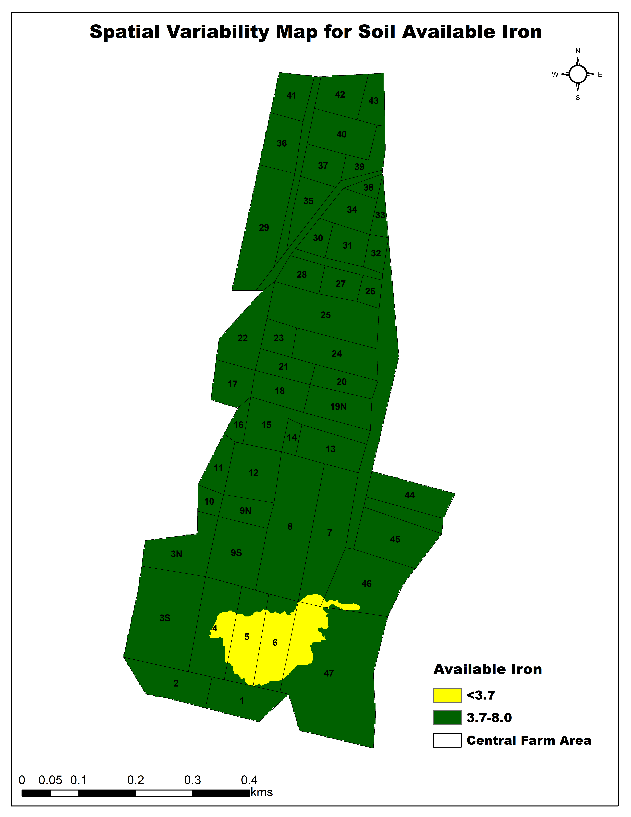 Spatial Variability Map for Soil Available Iron
N
W E
S
41 42 43
40
36
37 39
38
35
34
33
29
30 31 32
28 27 26
25
22 23
24
21
20
17 18
19N
16 15
14
13
11 12
10
9N
8 7
44
45
3N 9S
46
3S
4 5 6
47
2
1
Available Iron
<3.7
3.7-8.0
Central Farm Area
0 0.05 0.1 0.2 0.3 0.4
kms